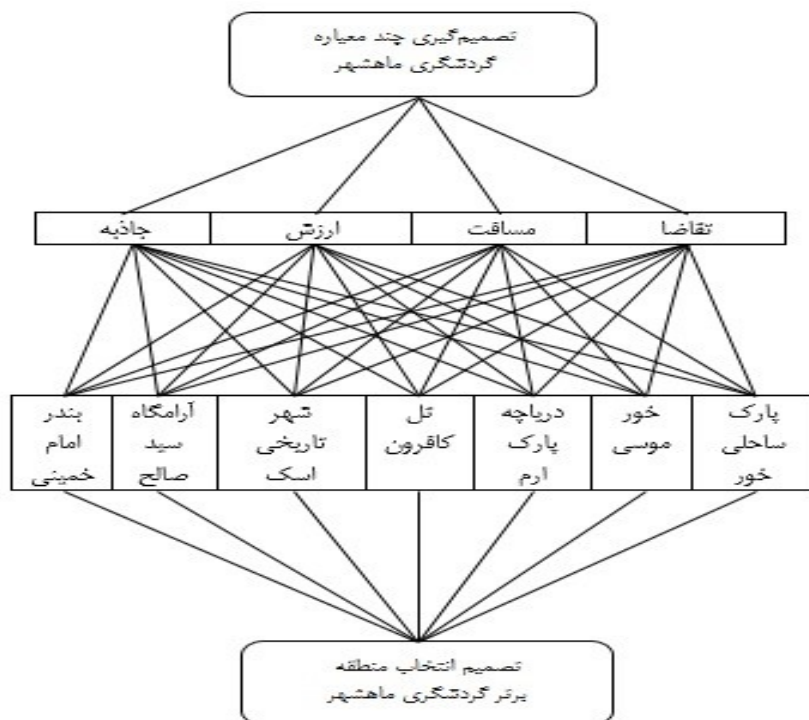 تصمیم‌گیری چند معیاره
گردشگری ماهشهر
تقاضا
مسافت
ارزش
جاذبه
پارک
ساحلی
خور
خور
موسی
دریاچه
پارک
ارم
تل
کافرون
شهر
تاریخی
اسک
آرامگاه
سید
صالح
بندر
امام
خمینی
تصمیم انتخاب منطقه
برتر گردشگری ماهشهر